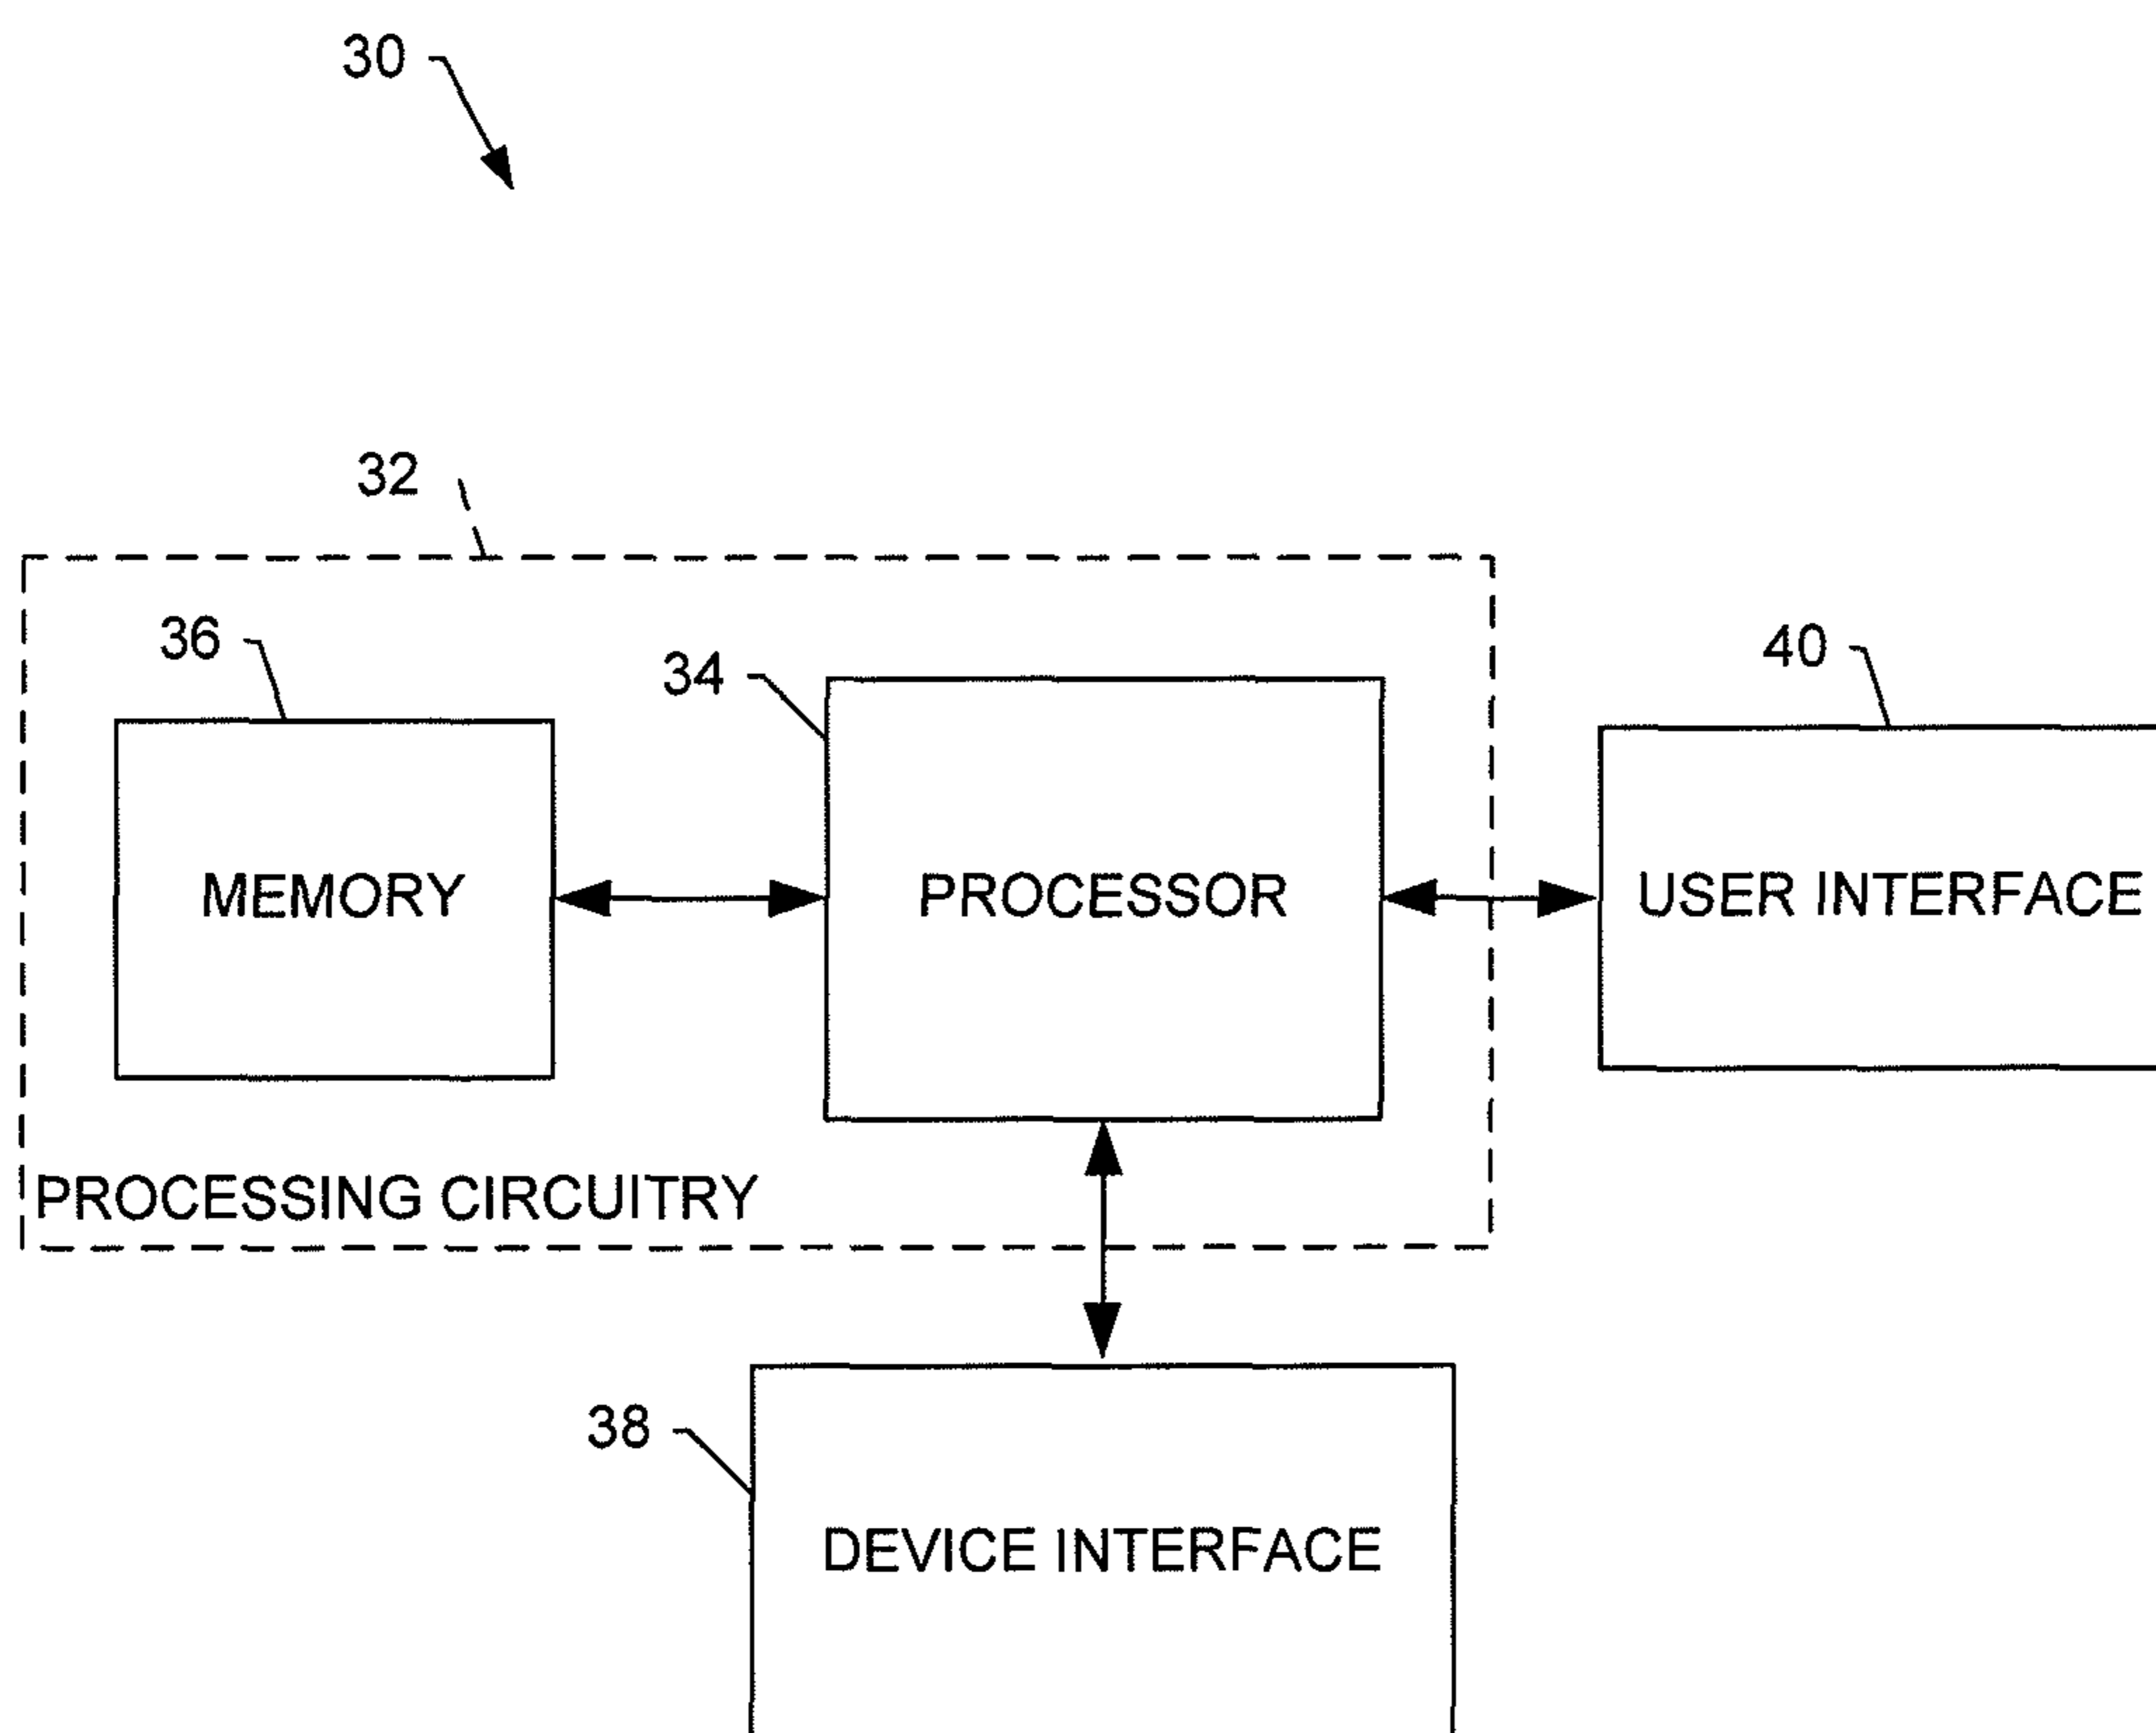 30
32
36
34
40
MEMORY
PROCESSOR
USER INTERFACE
PROCESSING CIRCUITRY
38
DEVICE INTERFACE